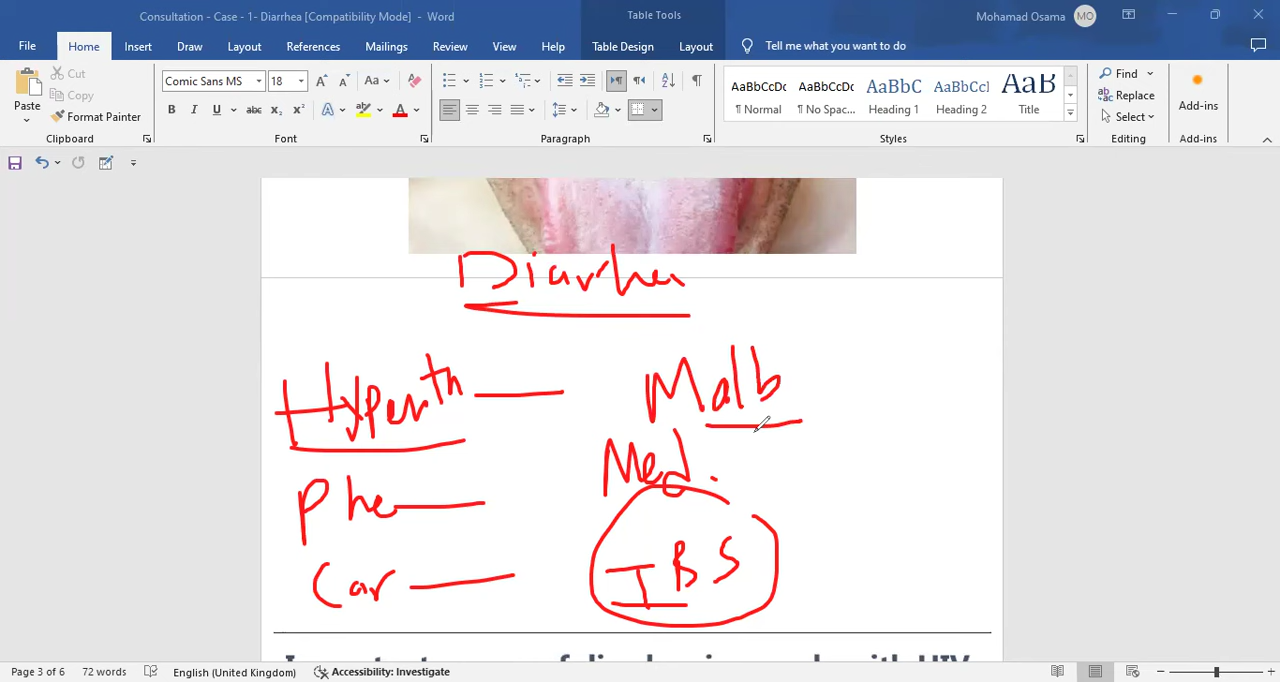 Consultation - Case - 1- Diarrhea [Compatibility Mode] - Word
Table Tools
Mohamad Osama MO
File Home Insert Draw Layout References Mailings Review View Help Table Design Layout Tell me what you want to do
Paste
Cut
Copy
Format Painter
Clipboard
Comic Sans MS 18
Font
Paragraph
AaBbCcDc AaBbCcDc AaBbC AaBbCcl AaB
¶ Normal ¶ No Spac... Heading 1 Heading 2 Title
Styles
Find
Replace
Select
Editing
Add-ins
Add-ins
Diarrhea
Hyperth Malb
Med.
Phe
Car IBS
Page 3 of 6 72 words English (United Kingdom) Accessibility: Investigate